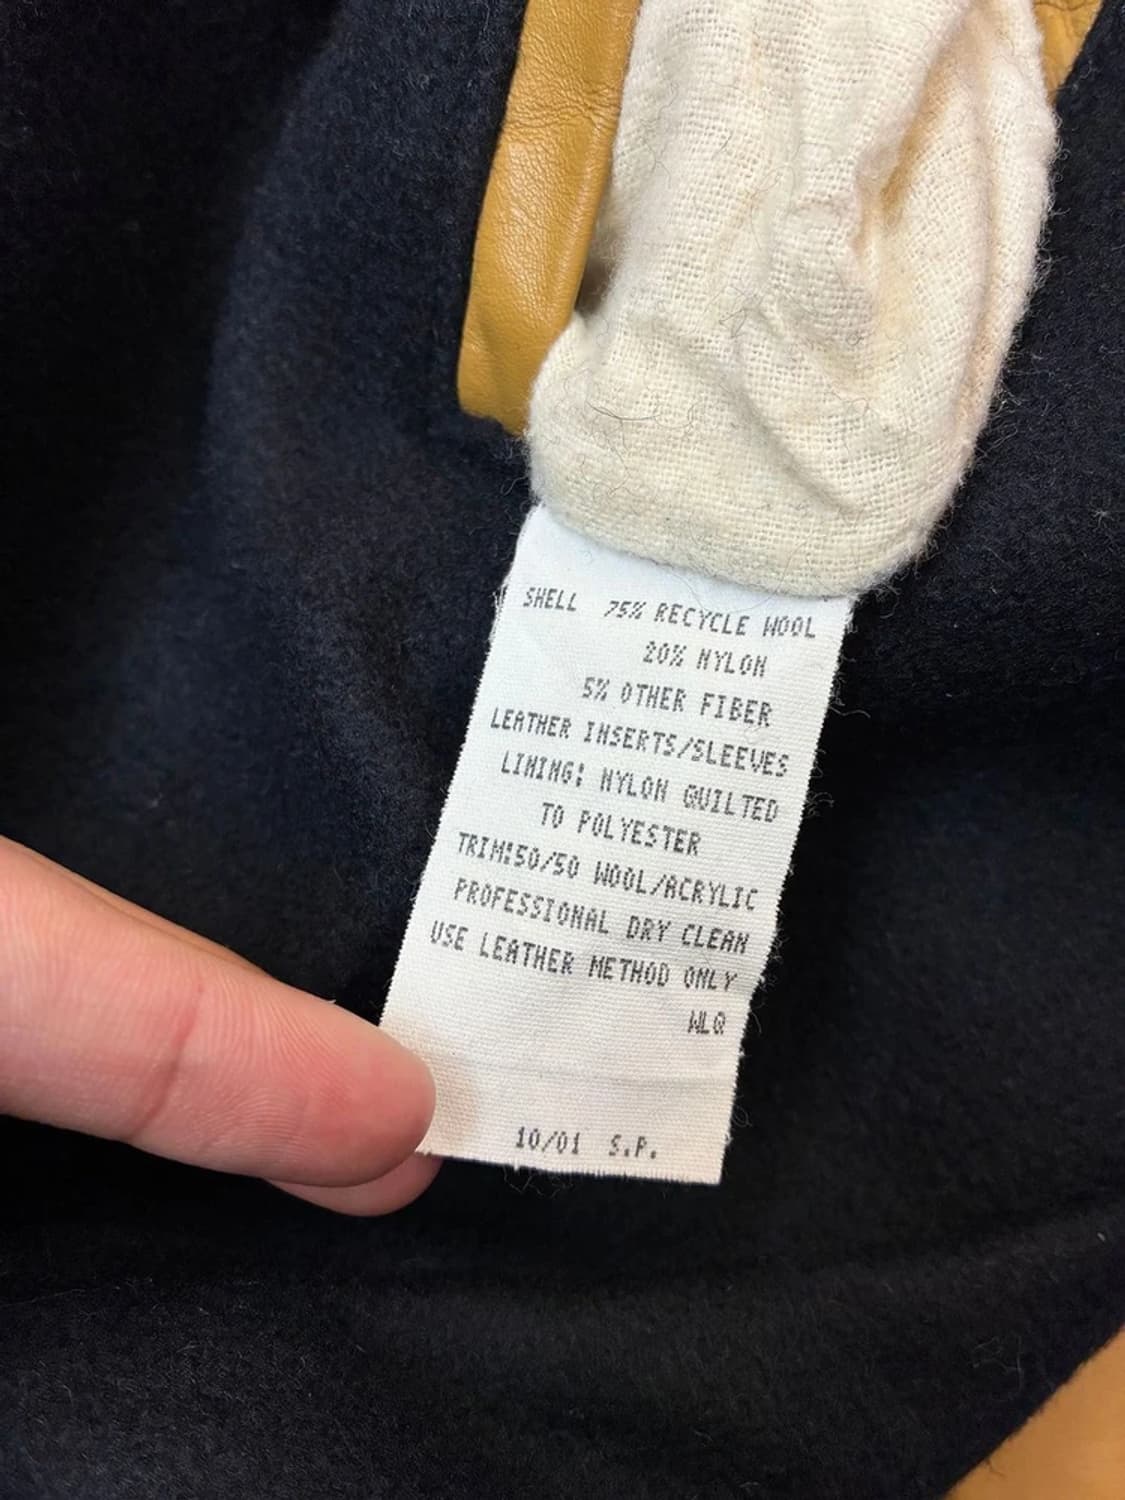 SHELL 75% RECYCLE WOOL
20% NYLON
5% OTHER FIBER
LEATHER INSERTS/SLEEVES
LINING: NYLON QUILTED
TO POLYESTER
TRIM:50/50 WOOL/ACRYLIC
PROFESSIONAL DRY CLEAN
USE LEATHER METHOD ONLY
WLQ
10/01 S.P.